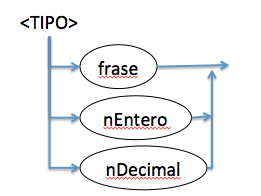 <TIPO>
frase
nEntero
nDecimal